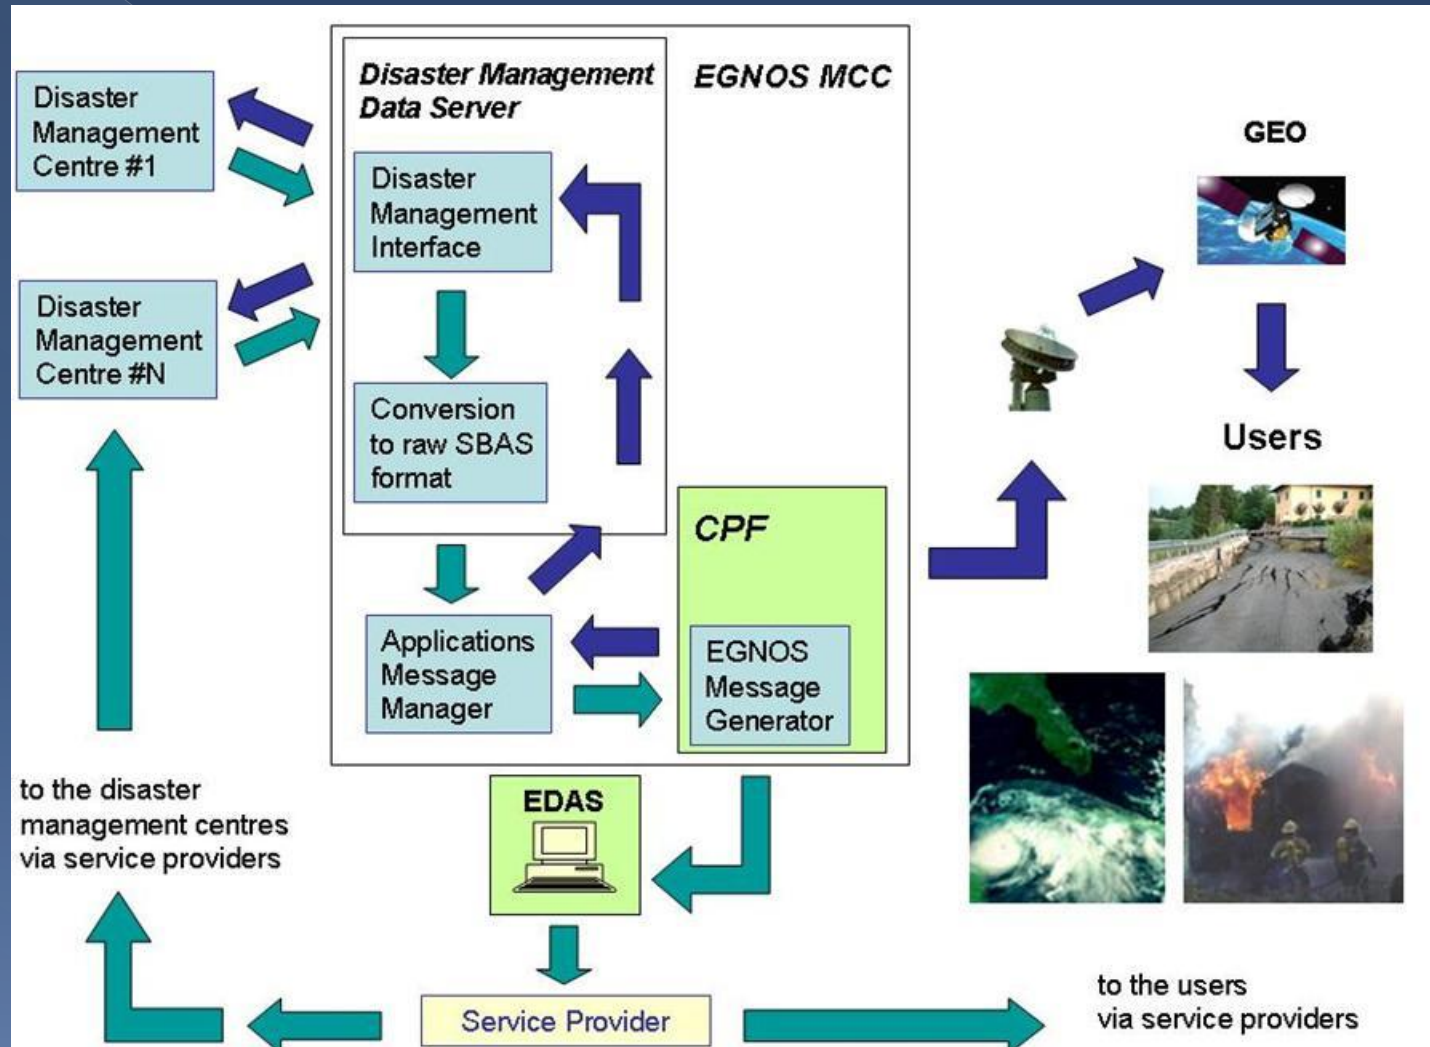 Disaster
Management
Centre #1
Disaster
Management
Centre #N
to the disaster
management centres
via service providers
Disaster Management
Data Server
EGNOS MCC
Disaster
Management
Interface
Conversion
to raw SBAS
format
Applications
Message
Manager
CPF
EGNOS
Message
Generator
EDAS
Service Provider
GEO
Users
to the users
via service providers